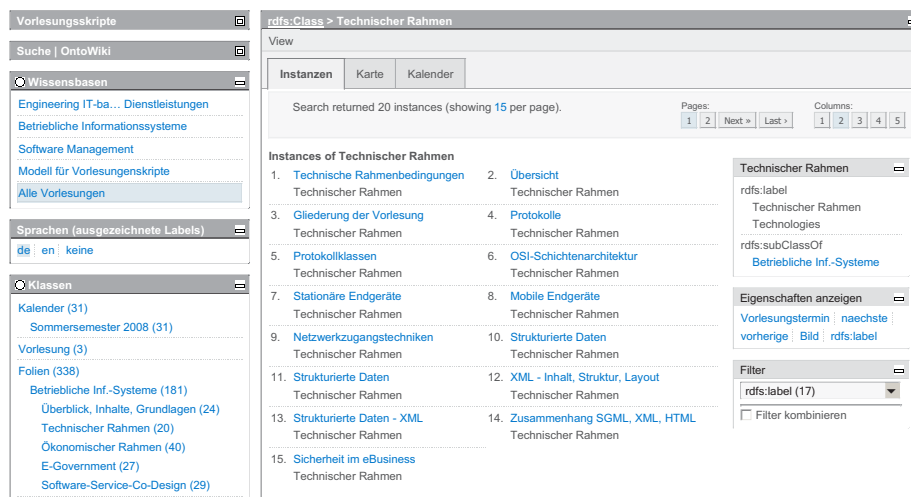 Vorlesungsskripte
Suche | OntoWiki
Wissensbasen
Engineering IT-ba… Dienstleistungen
Betriebliche Informationssysteme
Software Management
Modell für Vorlesungenskripte
Alle Vorlesungen
Sprachen (ausgezeichnete Labels)
de en keine
Klassen
Kalender (31)
Sommersemester 2008 (31)
Vorlesung (3)
Folien (338)
Betriebliche Inf.-Systeme (181)
Überblick, Inhalte, Grundlagen (24)
Technischer Rahmen (20)
Ökonomischer Rahmen (40)
E-Government (27)
Software-Service-Co-Design (29)
rdfs:Class > Technischer Rahmen
View
Instanzen Karte Kalender
Search returned 20 instances (showing 15 per page).
Pages:
1 2 Next » Last ›
Columns:
1 2 3 4 5
Instances of Technischer Rahmen
1. Technische Rahmenbedingungen
Technischer Rahmen
2. Übersicht
Technischer Rahmen
3. Gliederung der Vorlesung
Technischer Rahmen
4. Protokolle
Technischer Rahmen
5. Protokollklassen
Technischer Rahmen
6. OSI-Schichtenarchitektur
Technischer Rahmen
7. Stationäre Endgeräte
Technischer Rahmen
8. Mobile Endgeräte
Technischer Rahmen
9. Netzwerkzugangstechniken
Technischer Rahmen
10. Strukturierte Daten
Technischer Rahmen
11. Strukturierte Daten
Technischer Rahmen
12. XML - Inhalt, Struktur, Layout
Technischer Rahmen
13. Strukturierte Daten - XML
Technischer Rahmen
14. Zusammenhang SGML, XML, HTML
Technischer Rahmen
15. Sicherheit im eBusiness
Technischer Rahmen
Technischer Rahmen
rdfs:label
Technischer Rahmen
Technologies
rdfs:subClassOf
Betriebliche Inf.-Systeme
Eigenschaften anzeigen
Vorlesungstermin naechste
vorherige Bild rdfs:label
Filter
rdfs:label (17)
Filter kombinieren